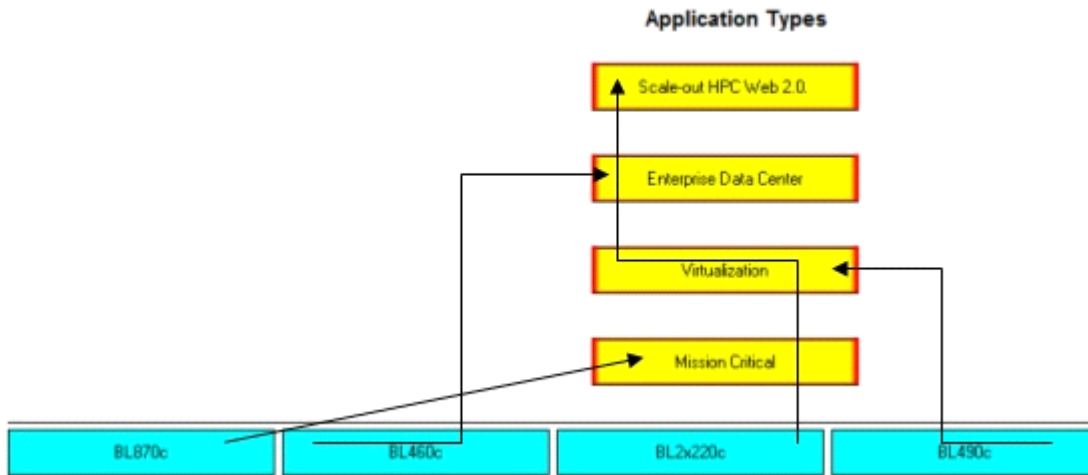 Application Types
Scale-out HPC Web 2.0.
Enterprise Data Center
Virtualization
Mission Critical
BL870c
BL460c
BL2x220c
BL490c